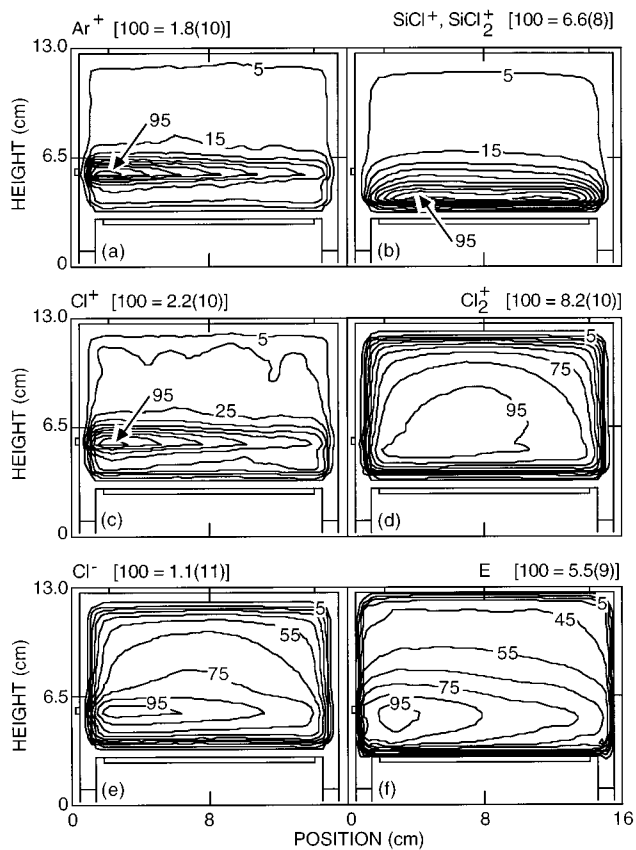 Ar+ [100 = 1.8(10)]
SiCl+, SiCl2+ = 6.6(8)]
13.0
5
5
95
15
15
HEIGHT (cm)
6.5
95
0
(a)
(b)
Cl+ [100 = 2.2(10)]
Cl2+ [100 = 8.2(10)]
13.0
5
5
75
95
25
95
HEIGHT (cm)
6.5
0
(c)
(d)
Cl- [100 = 1.1(11)]
E [100 = 5.5(9)]
13.0
5
5
45
55
55
75
75
HEIGHT (cm)
6.5
95
95
0
(e)
(f)
0
8
0
8
16
POSITION (cm)